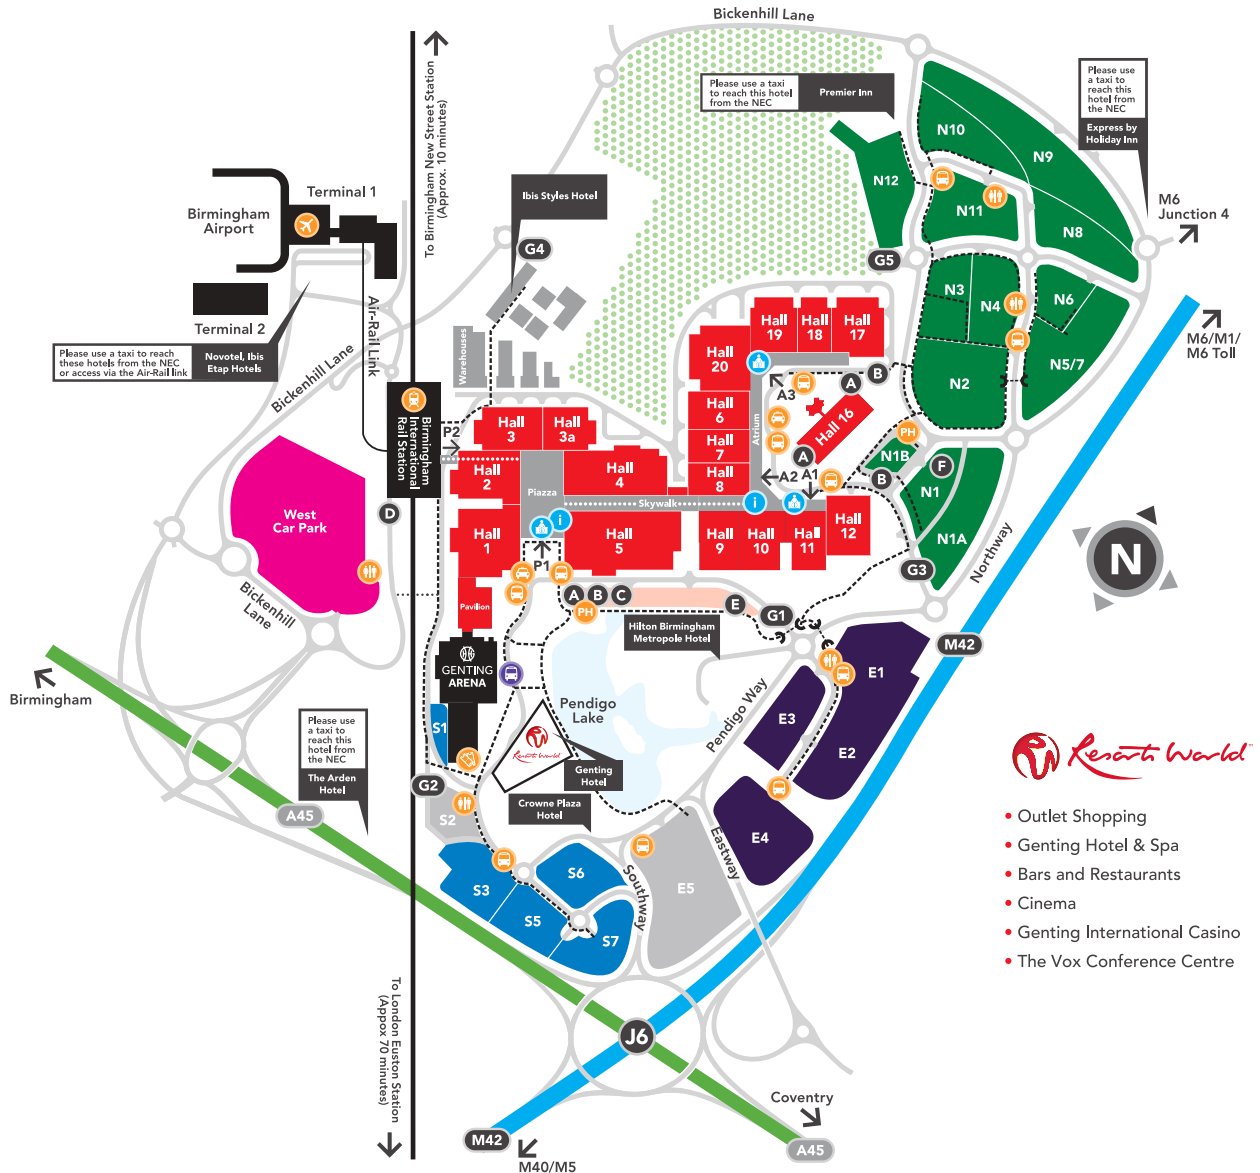 Bickenhill Lane
To Birmingham New Street Station
(Approx. 10 minutes)
Please use a taxi
to reach this hotel
from the NEC
Premier Inn
Please use
a taxi to
reach this
hotel from
the NEC
Express by
Holiday Inn
N10
N9
N12
N11
N8
M6
Junction 4
Terminal 1
Birmingham
Airport
Ibis Styles Hotel
G4
G5
N3
N4
N6
Terminal 2
Air-Rail Link
Please use a taxi to reach
these hotels from the NEC
or access via the Air-Rail link
Novotel, Ibis
Etap Hotels
Bickenhill Lane
Warehouses
Hall
19
Hall
18
Hall
17
Hall
20
A3
A
B
N2
N5/7
M6/M1/
M6 Toll
Birmingham
International
Rail Station
P2
Hall
3
Hall
3a
Hall
6
Atrium
Hall 16
Hall
7
A
PH
N1B
F
Hall
2
Piazza
Hall
4
Hall
8
A2
A1
B
N1
West
Car Park
D
Skywalk
i
i
Hall
1
P1
Hall
5
Hall
9
Hall
10
Hall
11
Hall
12
N1A
Northway
G3
N
Bickenhill
Lane
Pavilion
A
B
C
PH
E
G1
Hilton Birmingham
Metropole Hotel
M42
GENTING
ARENA
E1
Birmingham
Pendigo
Lake
Pendigo Way
E3
E2
S1
Please use
a taxi to
reach this
hotel from
the NEC
The Arden
Hotel
Genting
Hotel
Resorts World
G2
Crowne Plaza
Hotel
A45
S2
Eastway
E4
Outlet Shopping
Genting Hotel & Spa
Bars and Restaurants
Cinema
Genting International Casino
The Vox Conference Centre
S3
S6
S5
S7
Southway
E5
To London Euston Station
(Appox 70 minutes)
J6
Coventry
M42
A45
M40/M5